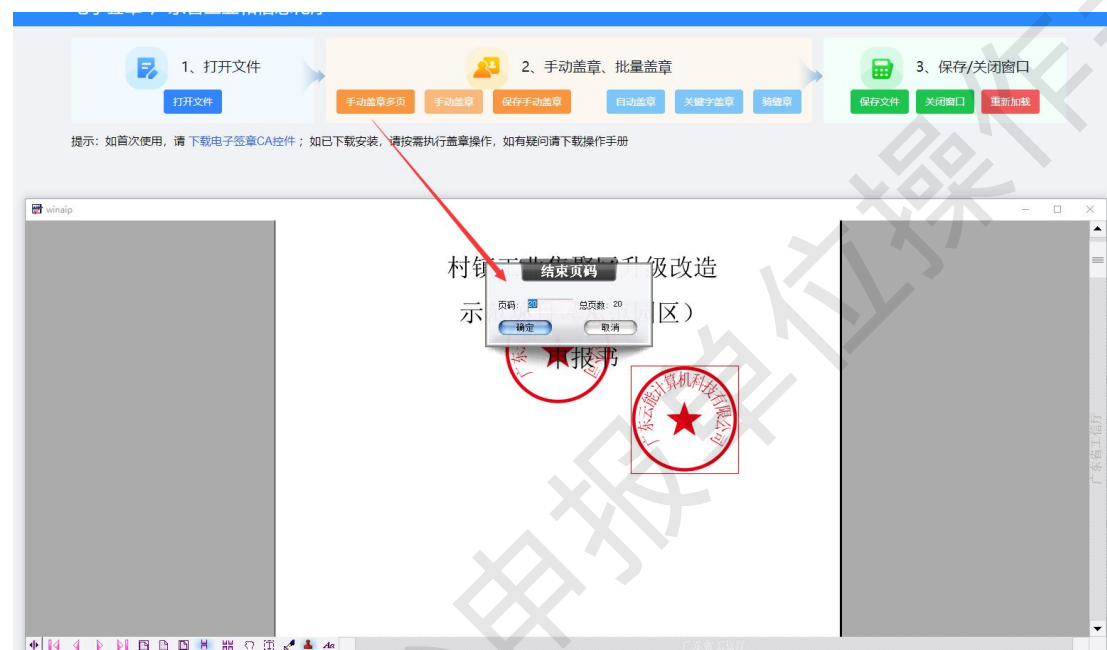 1、打开文件
2、手动盖章、批量盖章
3、保存/关闭窗口
打开文件
手动盖章多页
手动盖章
保存手动盖章
自动盖章
关键字盖章
骑缝章
保存文件
关闭窗口
重新加载
提示：如首次使用，请 下载电子签章CA控件 ；如已下载安装，请按需执行盖章操作，如有疑问请下载操作手册
winaip
级改造
结束页码
页码: 20
总页数: 20
确定
取消
区）
申报书
广东云能计算机科技有限公司
广东省工信厅
广东省工信厅
申报单位操作